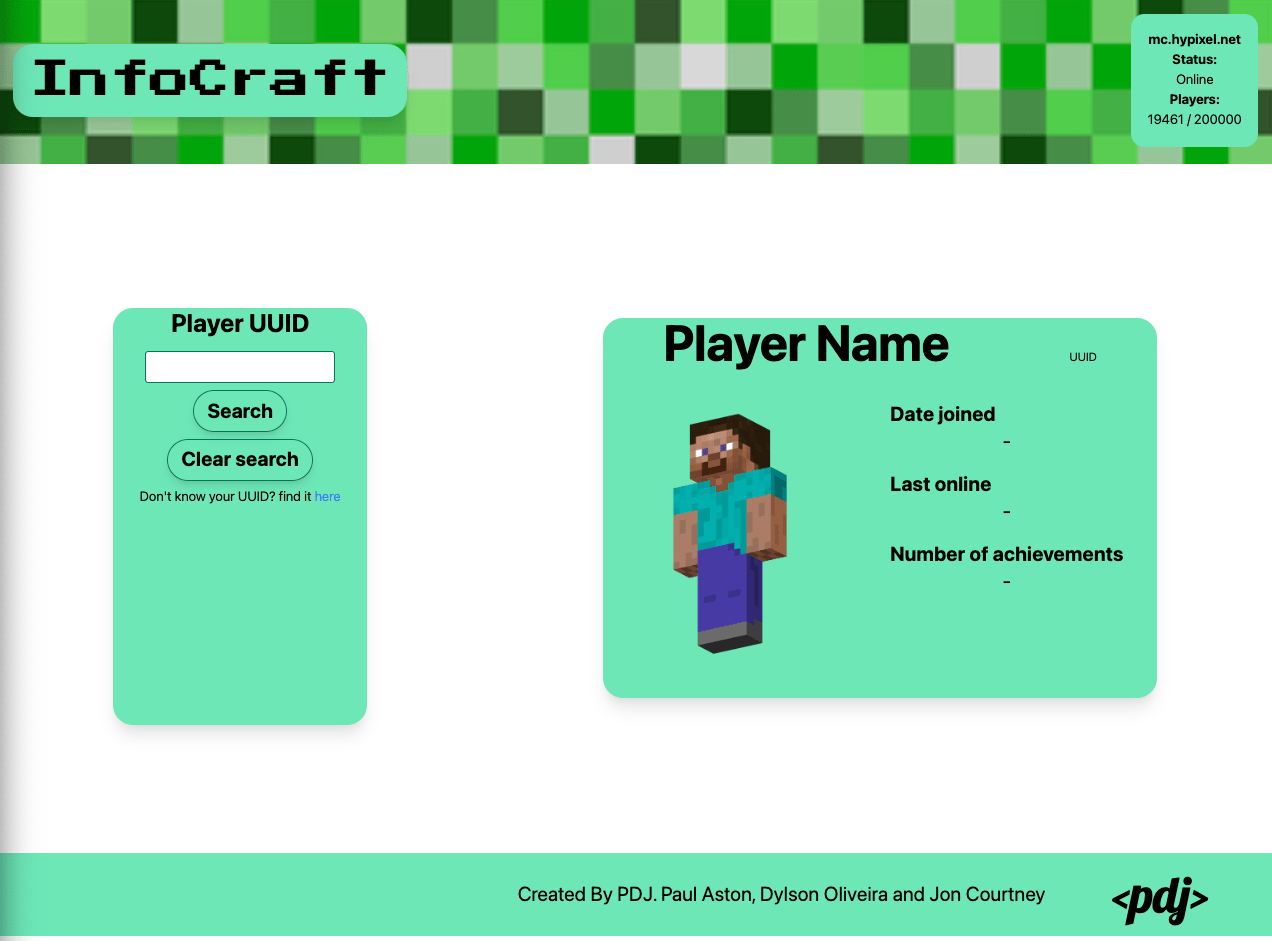 InfoCraft
mc.hypixel.net
Status:
Online
Players:
19461 / 200000
Player UUID
Search
Clear search
Don't know your UUID? find it here
Player Name
UUID
Date joined
-
Last online
-
Number of achievements
-
Created By PDJ. Paul Aston, Dylson Oliveira and Jon Courtney
<pdj>